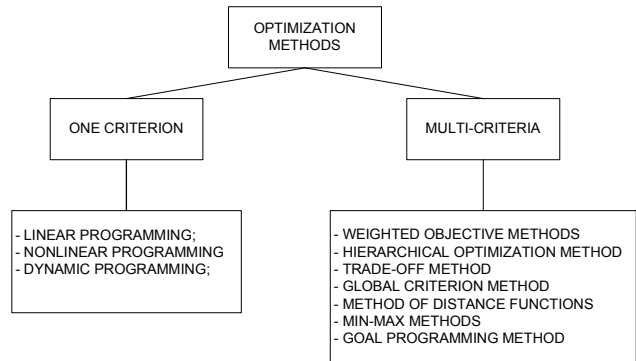 OPTIMIZATION
METHODS
ONE CRITERION
MULTI-CRITERIA
- LINEAR PROGRAMMING;
- NONLINEAR PROGRAMMING
- DYNAMIC PROGRAMMING;
- WEIGHTED OBJECTIVE METHODS
- HIERARCHICAL OPTIMIZATION METHOD
- TRADE-OFF METHOD
- GLOBAL CRITERION METHOD
- METHOD OF DISTANCE FUNCTIONS
- MIN-MAX METHODS
- GOAL PROGRAMMING METHOD